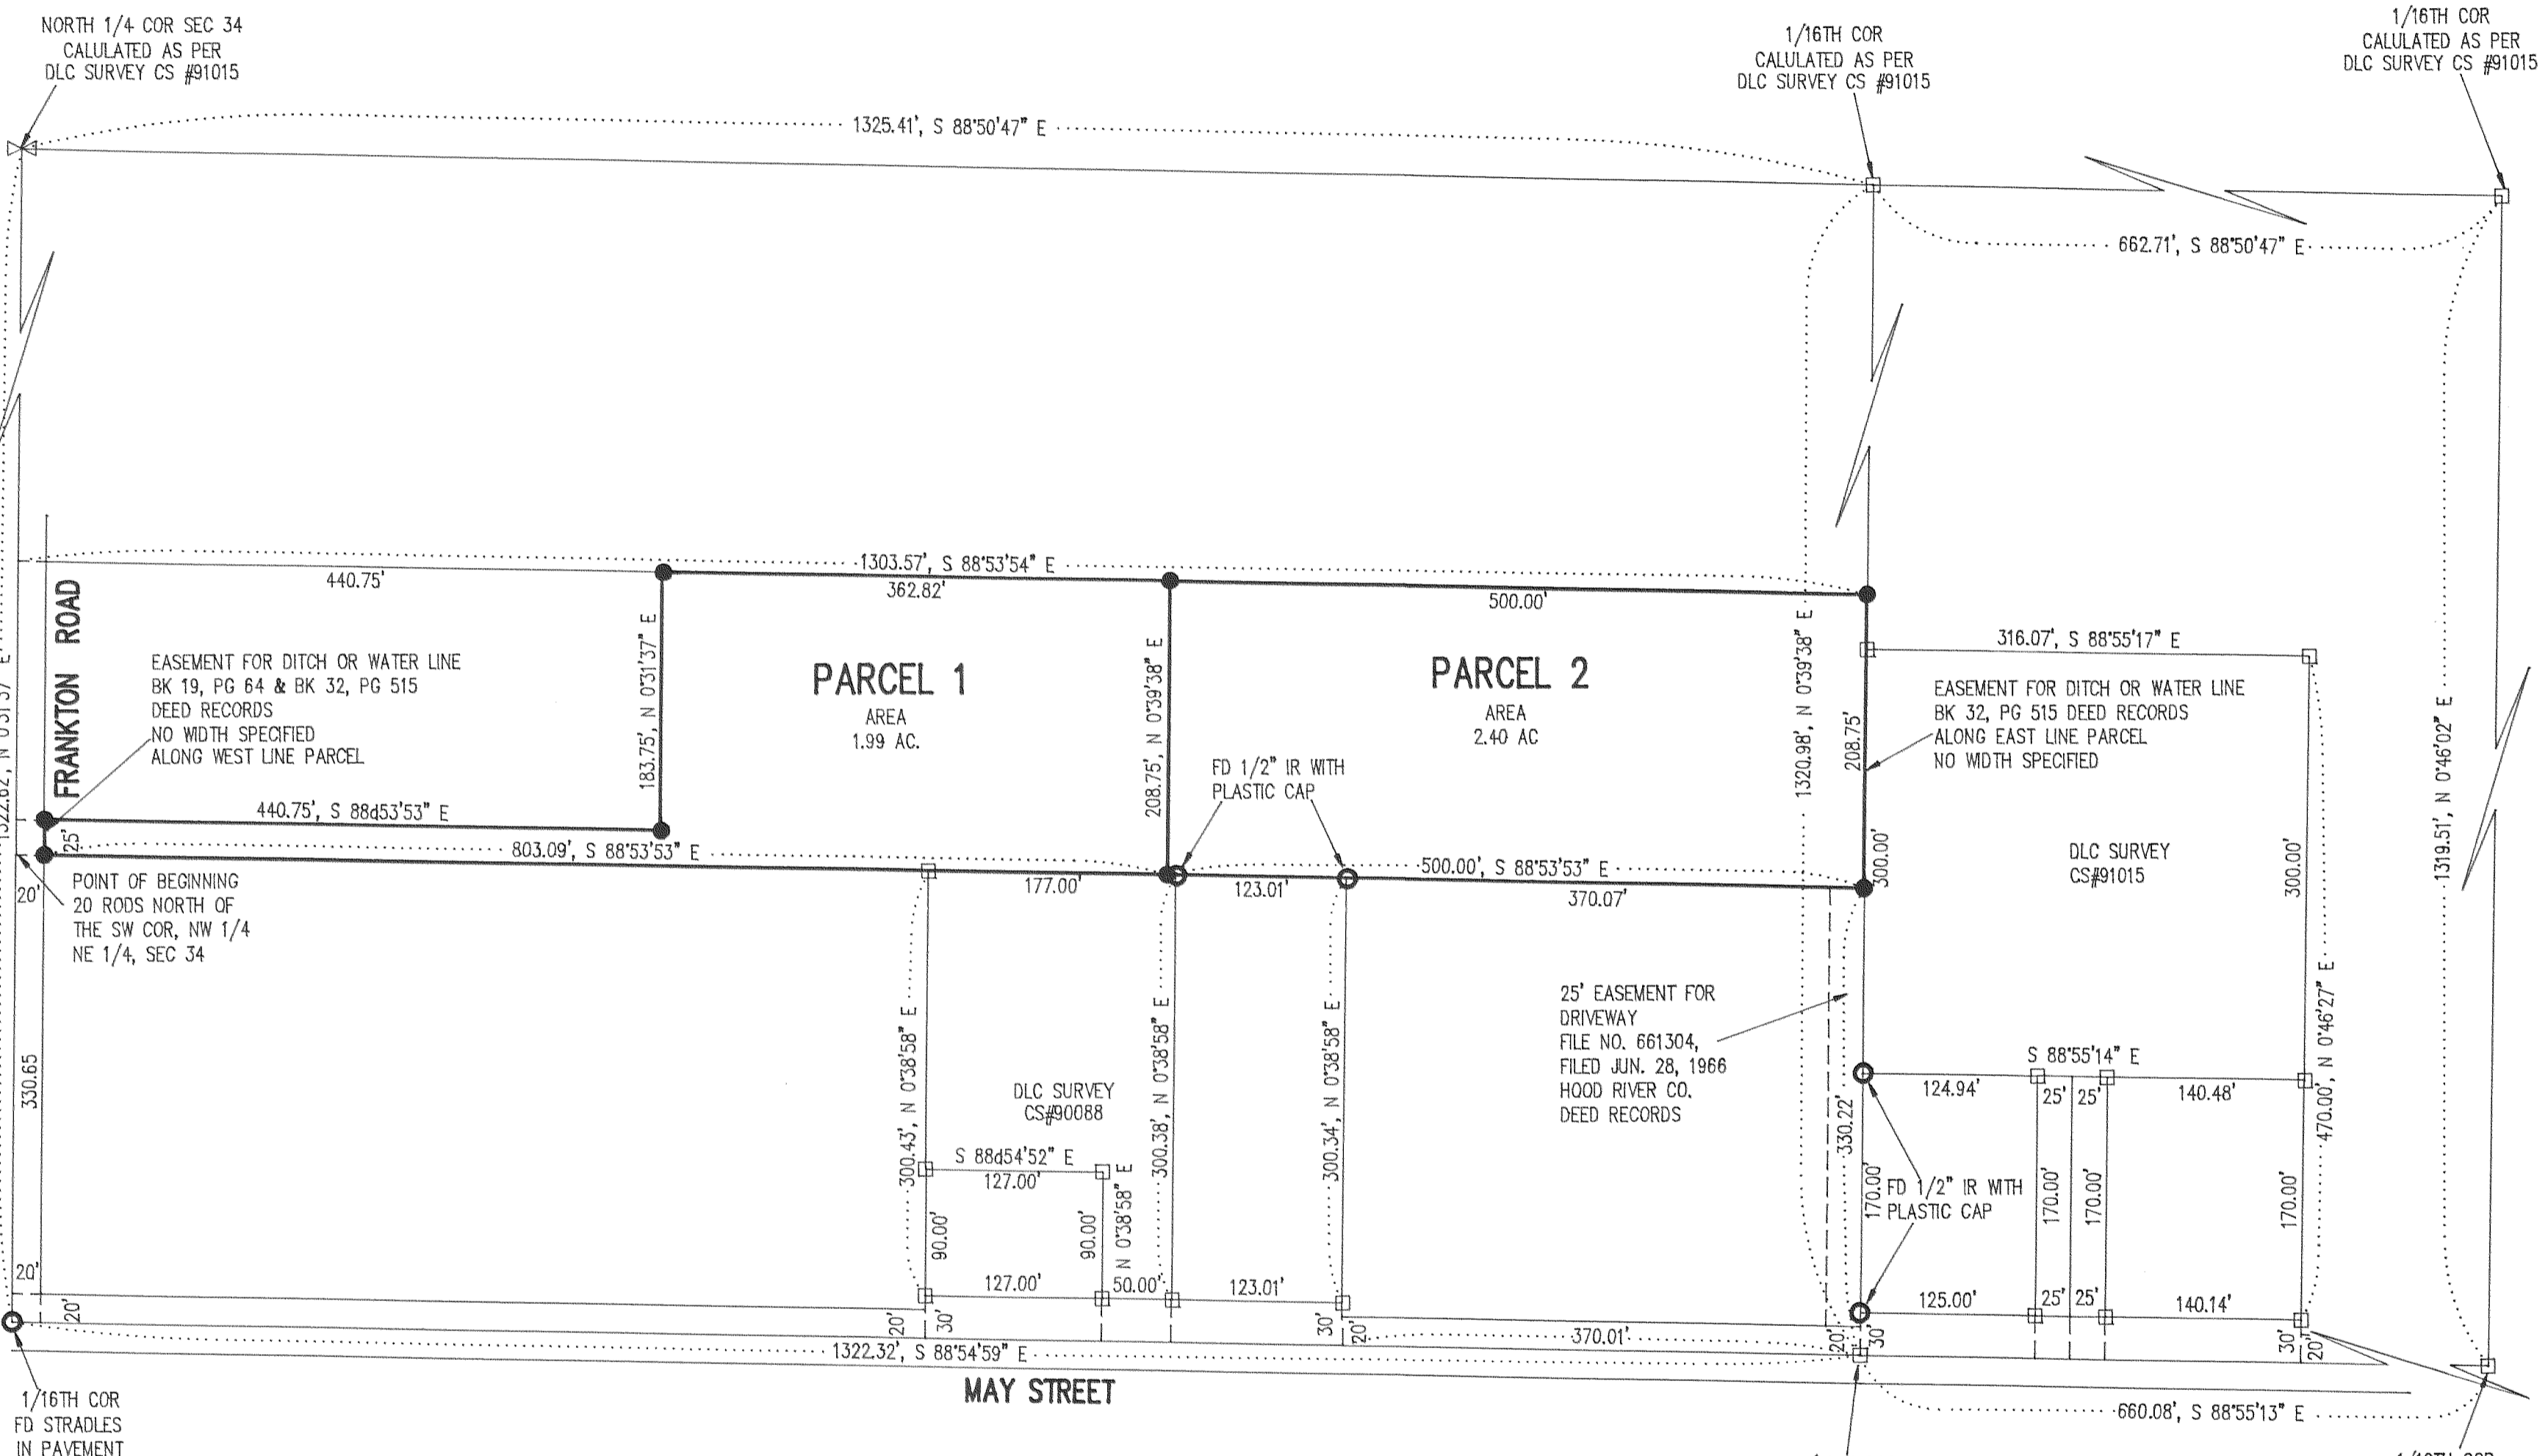 NORTH 1/4 COR SEC 34
CALULATED AS PER
DLC SURVEY CS #91015
1/16TH COR
CALULATED AS PER
DLC SURVEY CS #91015
1/16TH COR
CALULATED AS PER
DLC SURVEY CS #91015
1325.41', S 88°50'47" E
662.71', S 88°50'47" E
1303.57', S 88°53'54" E
440.75'
362.82'
500.00'
FRANKTON ROAD
EASEMENT FOR DITCH OR WATER LINE
BK 19, PG 64 & BK 32, PG 515
DEED RECORDS
NO WIDTH SPECIFIED
ALONG WEST LINE PARCEL
183.75', N 0°31'37" E
PARCEL 1
AREA
1.99 AC.
208.75', N 0°39'38" E
PARCEL 2
AREA
2.40 AC
1320.98', N 0°39'38" E
208.75'
316.07', S 88°55'17" E
EASEMENT FOR DITCH OR WATER LINE
BK 32, PG 515 DEED RECORDS
ALONG EAST LINE PARCEL
NO WIDTH SPECIFIED
1319.51', N 0°46'02" E
FD 1/2" IR WITH
PLASTIC CAP
440.75', S 88d53'53" E
25'
803.09', S 88°53'53" E
500.00', S 88°53'53" E
177.00'
123.01'
370.07'
300.00'
DLC SURVEY
CS#91015
300.00'
POINT OF BEGINNING
20 RODS NORTH OF
THE SW COR, NW 1/4
NE 1/4, SEC 34
20'
330.65
300.43', N 0°38'58" E
300.38', N 0°38'58" E
300.34', N 0°38'58" E
25' EASEMENT FOR
DRIVEWAY
FILE NO. 661304,
FILED JUN. 28, 1966
HOOD RIVER CO.
DEED RECORDS
470.00', N 0°46'27" E
S 88°55'14" E
124.94'
25'
25'
140.48'
DLC SURVEY
CS#90088
S 88d54'52" E
127.00'
90.00'
90.00'
N 0°38'58" E
330.22'
170.00'
FD 1/2" IR WITH
PLASTIC CAP
170.00'
170.00'
170.00'
20'
20'
127.00'
50.00'
123.01'
125.00'
25'
25'
140.14'
20'
30'
30'
20'
370.01'
20'
30'
30'
20'
1322.32', S 88°54'59" E
MAY STREET
660.08', S 88°55'13" E
1/16TH COR
FD STRADLES
IN PAVEMENT